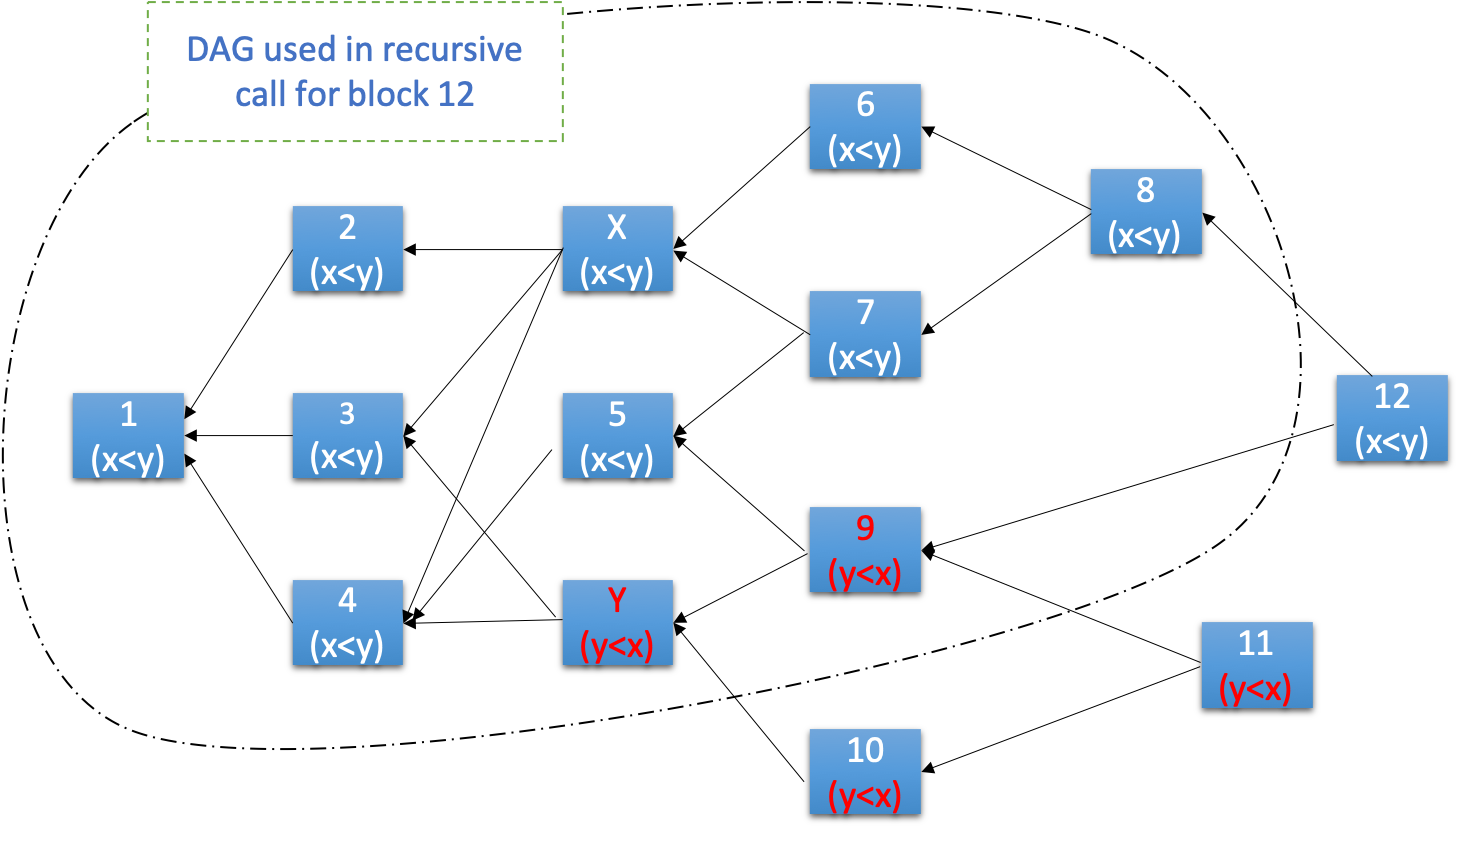 DAG used in recursive
call for block 12
6
(x<y)
8
(x<y)
2
(x<y)
X
(x<y)
7
(x<y)
1
(x<y)
3
(x<y)
5
(x<y)
12
(x<y)
9
(y<x)
4
(x<y)
Y
(y<x)
11
(y<x)
10
(y<x)